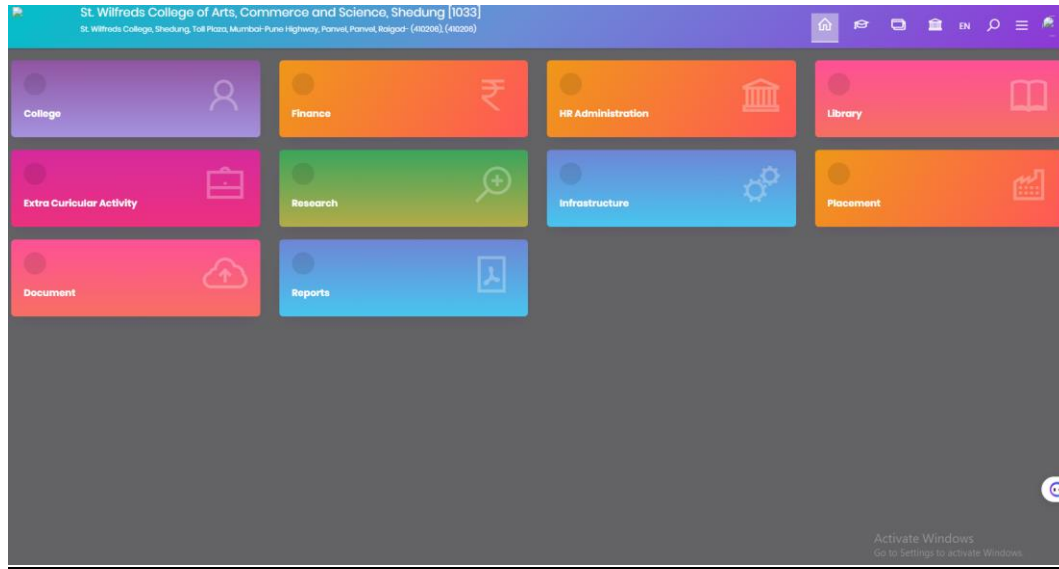 St. Wilfreds College of Arts, Commerce and Science, Shedung [1033]
St. Wilfreds College, Shedung, Toll Plaza, Mumbai-Pune Highway, Panvel, Panvel, Raigad- (410206), (410206)
EN
College
Finance
HR Administration
Library
Extra Curicular Activity
Research
Infrastructure
Placement
Document
Reports
Activate Windows
Go to Settings to activate Windows.